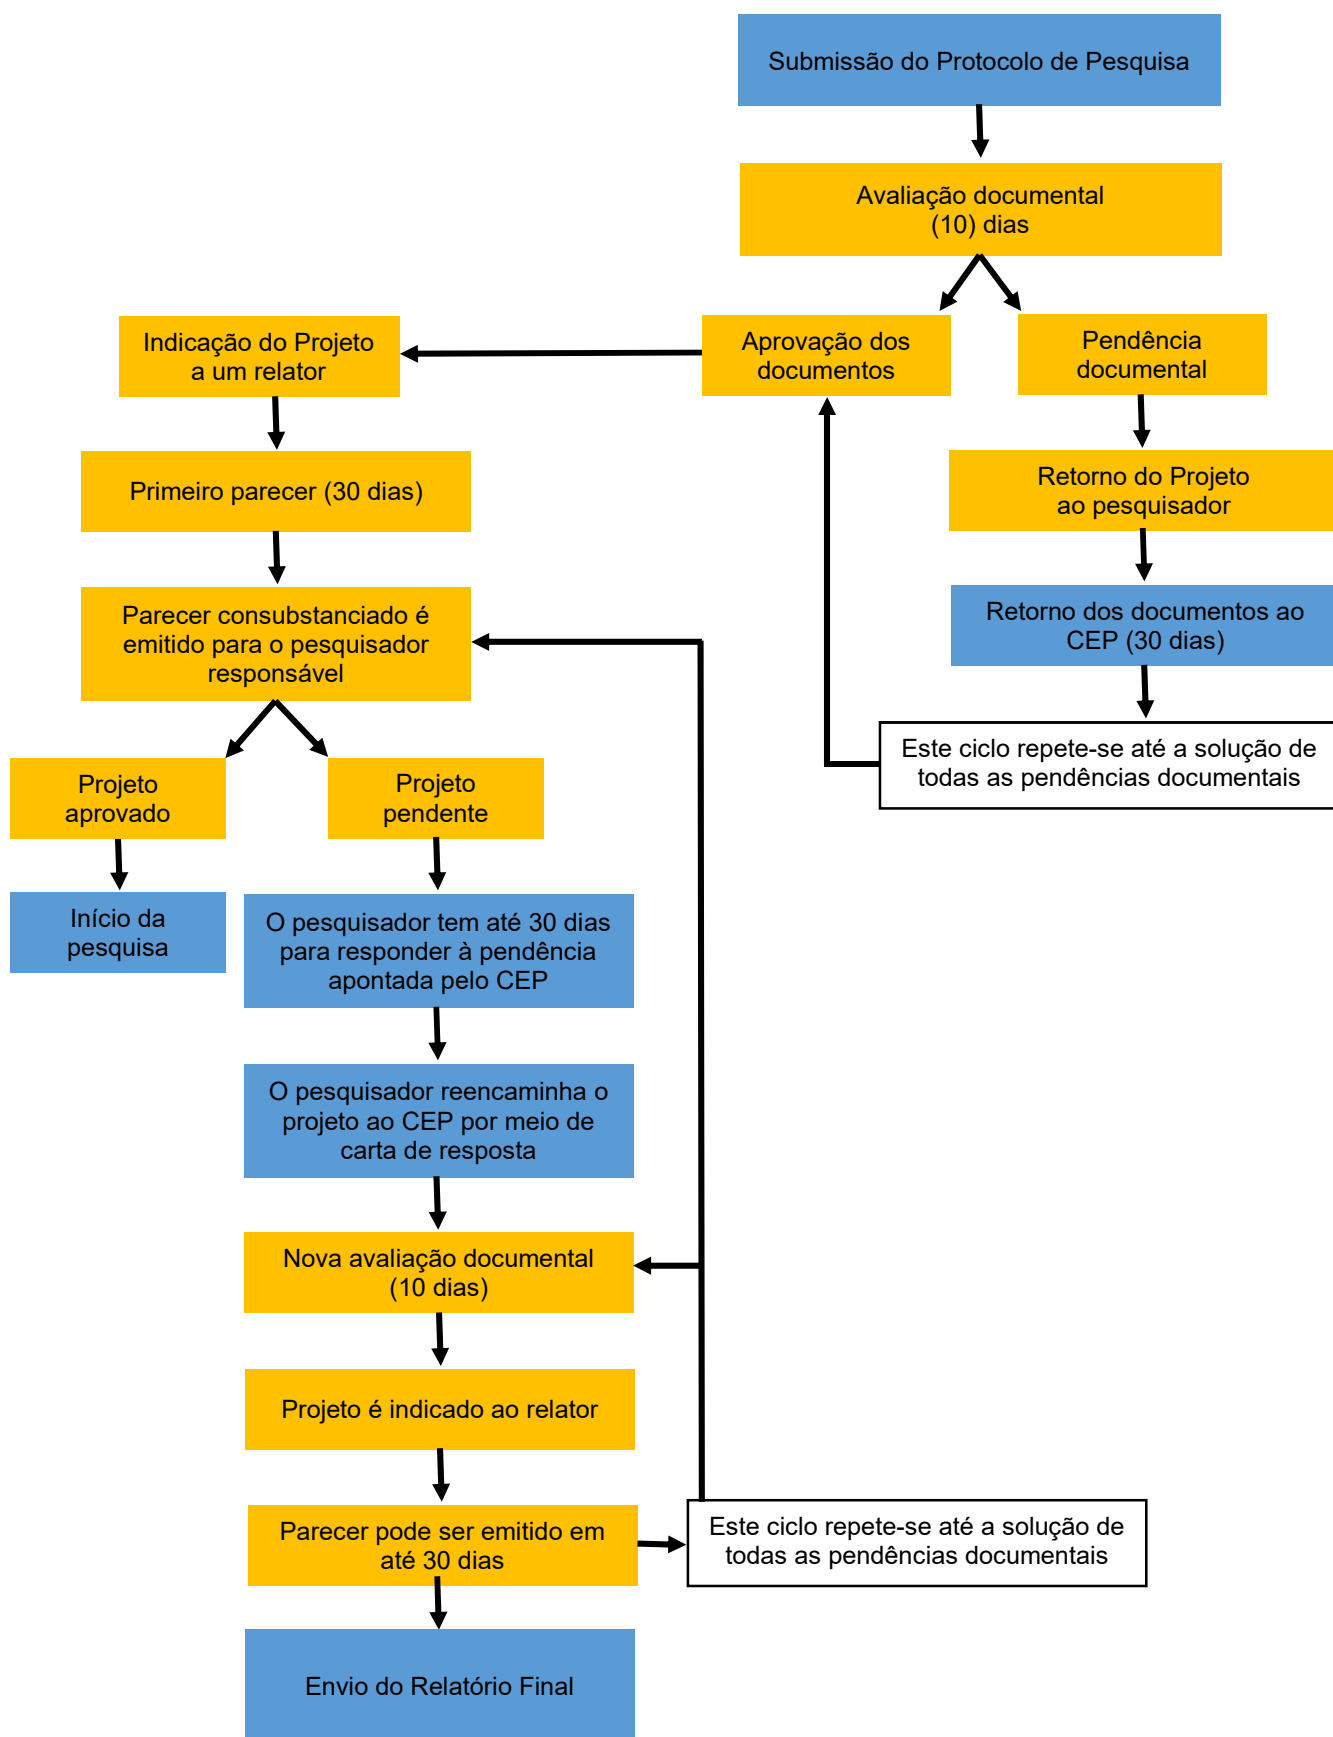 Submissão do Protocolo de Pesquisa
Avaliação documental
(10) dias
Indicação do Projeto
a um relator
Aprovação dos
documentos
Pendência
documental
Primeiro parecer (30 dias)
Retorno do Projeto
ao pesquisador
Parecer consubstanciado é
emitido para o pesquisador
responsável
Retorno dos documentos ao
CEP (30 dias)
Este ciclo repete-se até a solução de
todas as pendências documentais
Projeto
aprovado
Projeto
pendente
Início da
pesquisa
O pesquisador tem até 30 dias
para responder à pendência
apontada pelo CEP
O pesquisador reencaminha o
projeto ao CEP por meio de
carta de resposta
Nova avaliação documental
(10 dias)
Projeto é indicado ao relator
Parecer pode ser emitido em
até 30 dias
Este ciclo repete-se até a solução de
todas as pendências documentais
Envio do Relatório Final